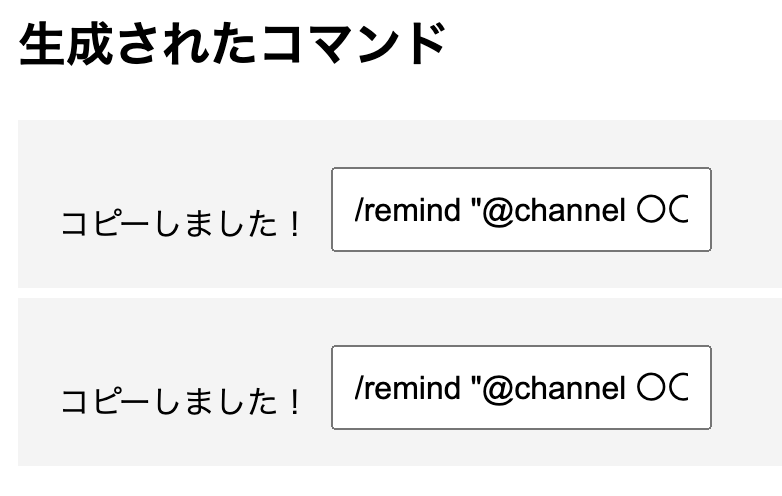 生成されたコマンド
コピーしました! /remind "@channel 〇
コピーしました! /remind "@channel 〇